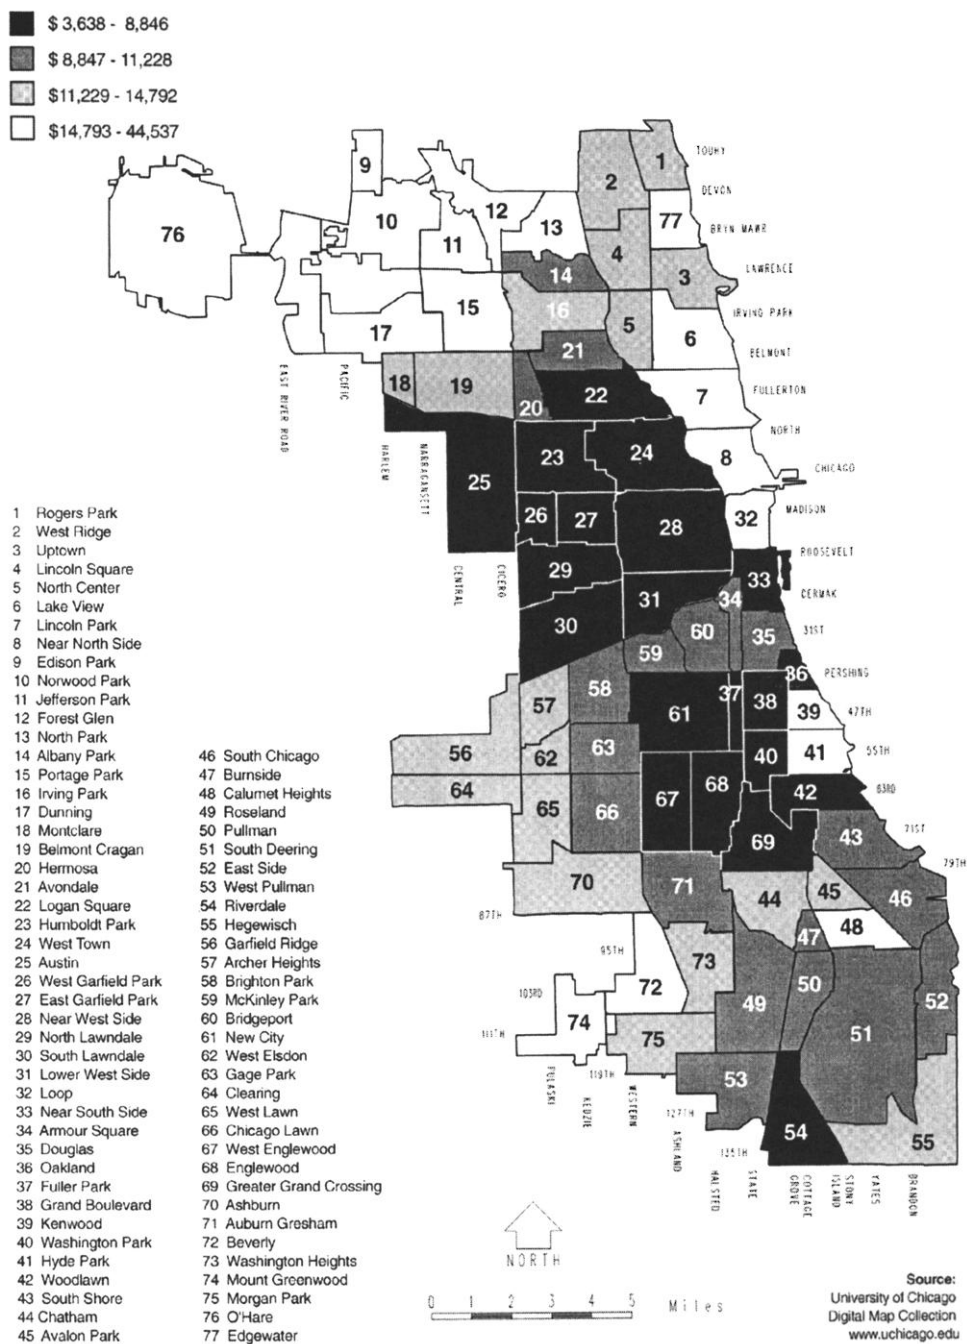 $ 3,638 - 8,846
$ 8,847 - 11,228
$11,229 - 14,792
$14,793 - 44,537
9
1
TOUHY
2
DEVON
76
10
12
13
77
BRYN MAWR
11
4
14
3
LAWRENCE
15
16
5
IRVING PARK
17
6
21
BELMONT
EAST RIVER ROAD
PACIFIC
18
19
20
22
7
FULLERTON
NORTH
HARLEM
NARRAGANSETT
25
23
24
8
CHICAGO
26
27
28
32
MADISON
ROOSEVELT
CENTRAL
CICERO
29
33
CERMAK
30
31
34
31ST
60
35
59
36
PERSHING
58
37
38
57
61
39
47TH
56
62
63
40
41
55TH
64
65
66
67
68
42
63RD
69
43
71ST
79TH
70
71
44
45
46
87TH
48
47
95TH
73
72
50
103RD
49
52
74
51
111TH
75
119TH
53
PULASKI
KEDZIE
WESTERN
127TH
54
55
ASHLAND
135TH
HALSTED
STATE
COTTAGE GROVE
STONY ISLAND
YATES
BRANDON
1 Rogers Park
2 West Ridge
3 Uptown
4 Lincoln Square
5 North Center
6 Lake View
7 Lincoln Park
8 Near North Side
9 Edison Park
10 Norwood Park
11 Jefferson Park
12 Forest Glen
13 North Park
14 Albany Park
15 Portage Park
16 Irving Park
17 Dunning
18 Montclare
19 Belmont Cragan
20 Hermosa
21 Avondale
22 Logan Square
23 Humboldt Park
24 West Town
25 Austin
26 West Garfield Park
27 East Garfield Park
28 Near West Side
29 North Lawndale
30 South Lawndale
31 Lower West Side
32 Loop
33 Near South Side
34 Armour Square
35 Douglas
36 Oakland
37 Fuller Park
38 Grand Boulevard
39 Kenwood
40 Washington Park
41 Hyde Park
42 Woodlawn
43 South Shore
44 Chatham
45 Avalon Park
46 South Chicago
47 Burnside
48 Calumet Heights
49 Roseland
50 Pullman
51 South Deering
52 East Side
53 West Pullman
54 Riverdale
55 Hegewisch
56 Garfield Ridge
57 Archer Heights
58 Brighton Park
59 McKinley Park
60 Bridgeport
61 New City
62 West Elsdon
63 Gage Park
64 Clearing
65 West Lawn
66 Chicago Lawn
67 West Englewood
68 Englewood
69 Greater Grand Crossing
70 Ashburn
71 Auburn Gresham
72 Beverly
73 Washington Heights
74 Mount Greenwood
75 Morgan Park
76 O'Hare
77 Edgewater
NORTH
0 1 2 3 4 5 Miles
Source:
University of Chicago
Digital Map Collection
www.uchicago.edu